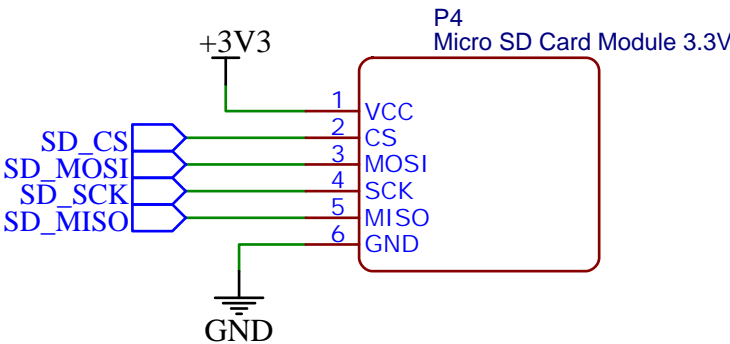 P4
Micro SD Card Module 3.3V
+3V3
1 VCC
SD_CS 2 CS
SD_MOSI 3 MOSI
SD_SCK 4 SCK
SD_MISO 5 MISO
6 GND
GND